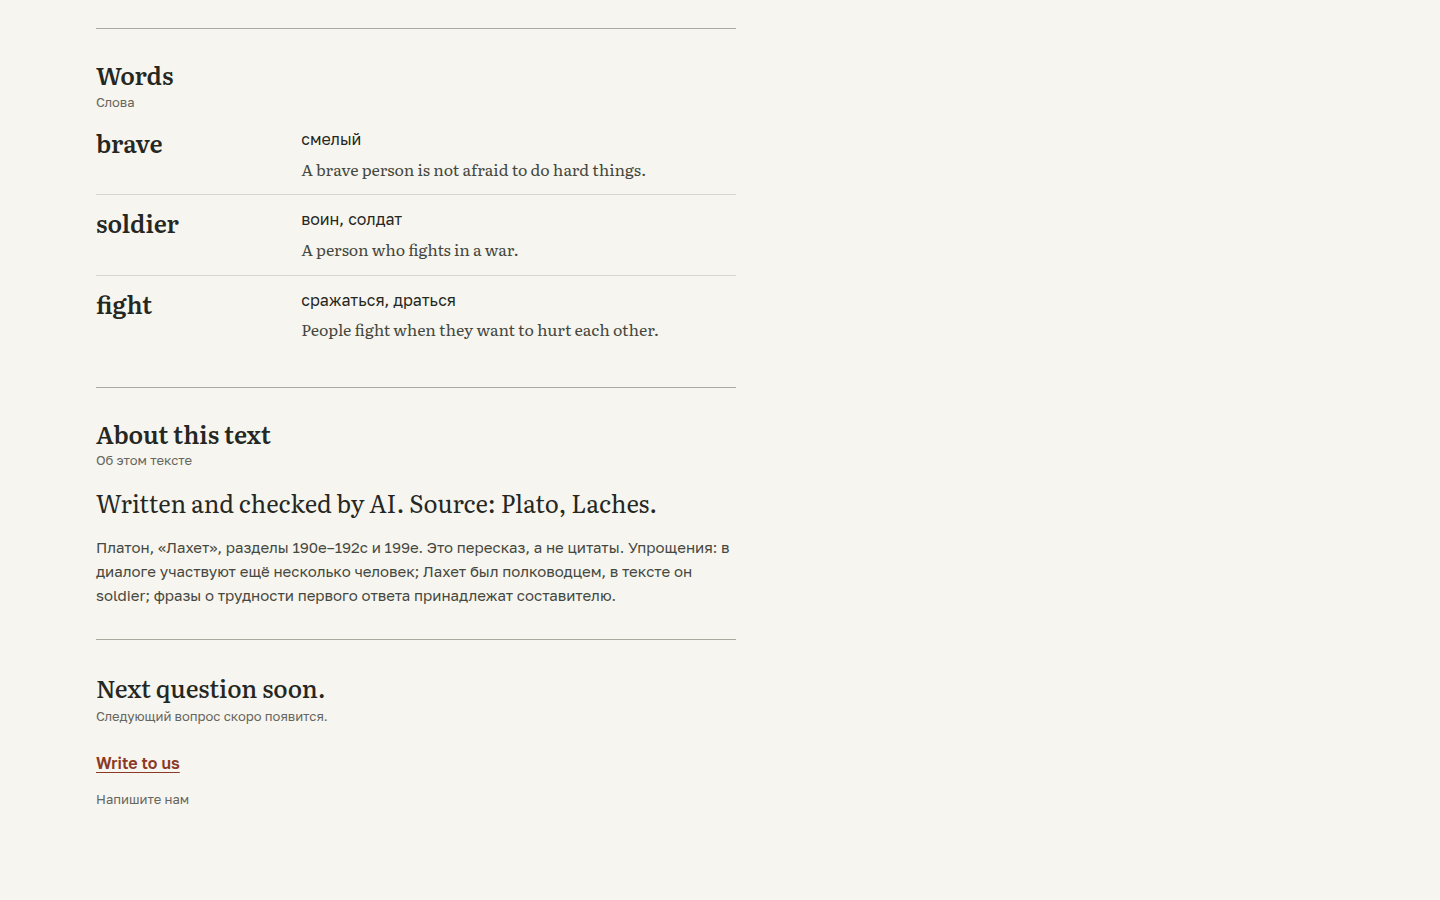 Words
Слова
brave
смелый
A brave person is not afraid to do hard things.
soldier
воин, солдат
A person who fights in a war.
fight
сражаться, драться
People fight when they want to hurt each other.
About this text
Об этом тексте
Written and checked by AI. Source: Plato, Laches.
Платон, «Лахет», разделы 190e–192c и 199e. Это пересказ, а не цитаты. Упрощения: в
диалоге участвуют ещё несколько человек; Лахет был полководцем, в тексте он
soldier; фразы о трудности первого ответа принадлежат составителю.
Next question soon.
Следующий вопрос скоро появится.
Write to us
Напишите нам